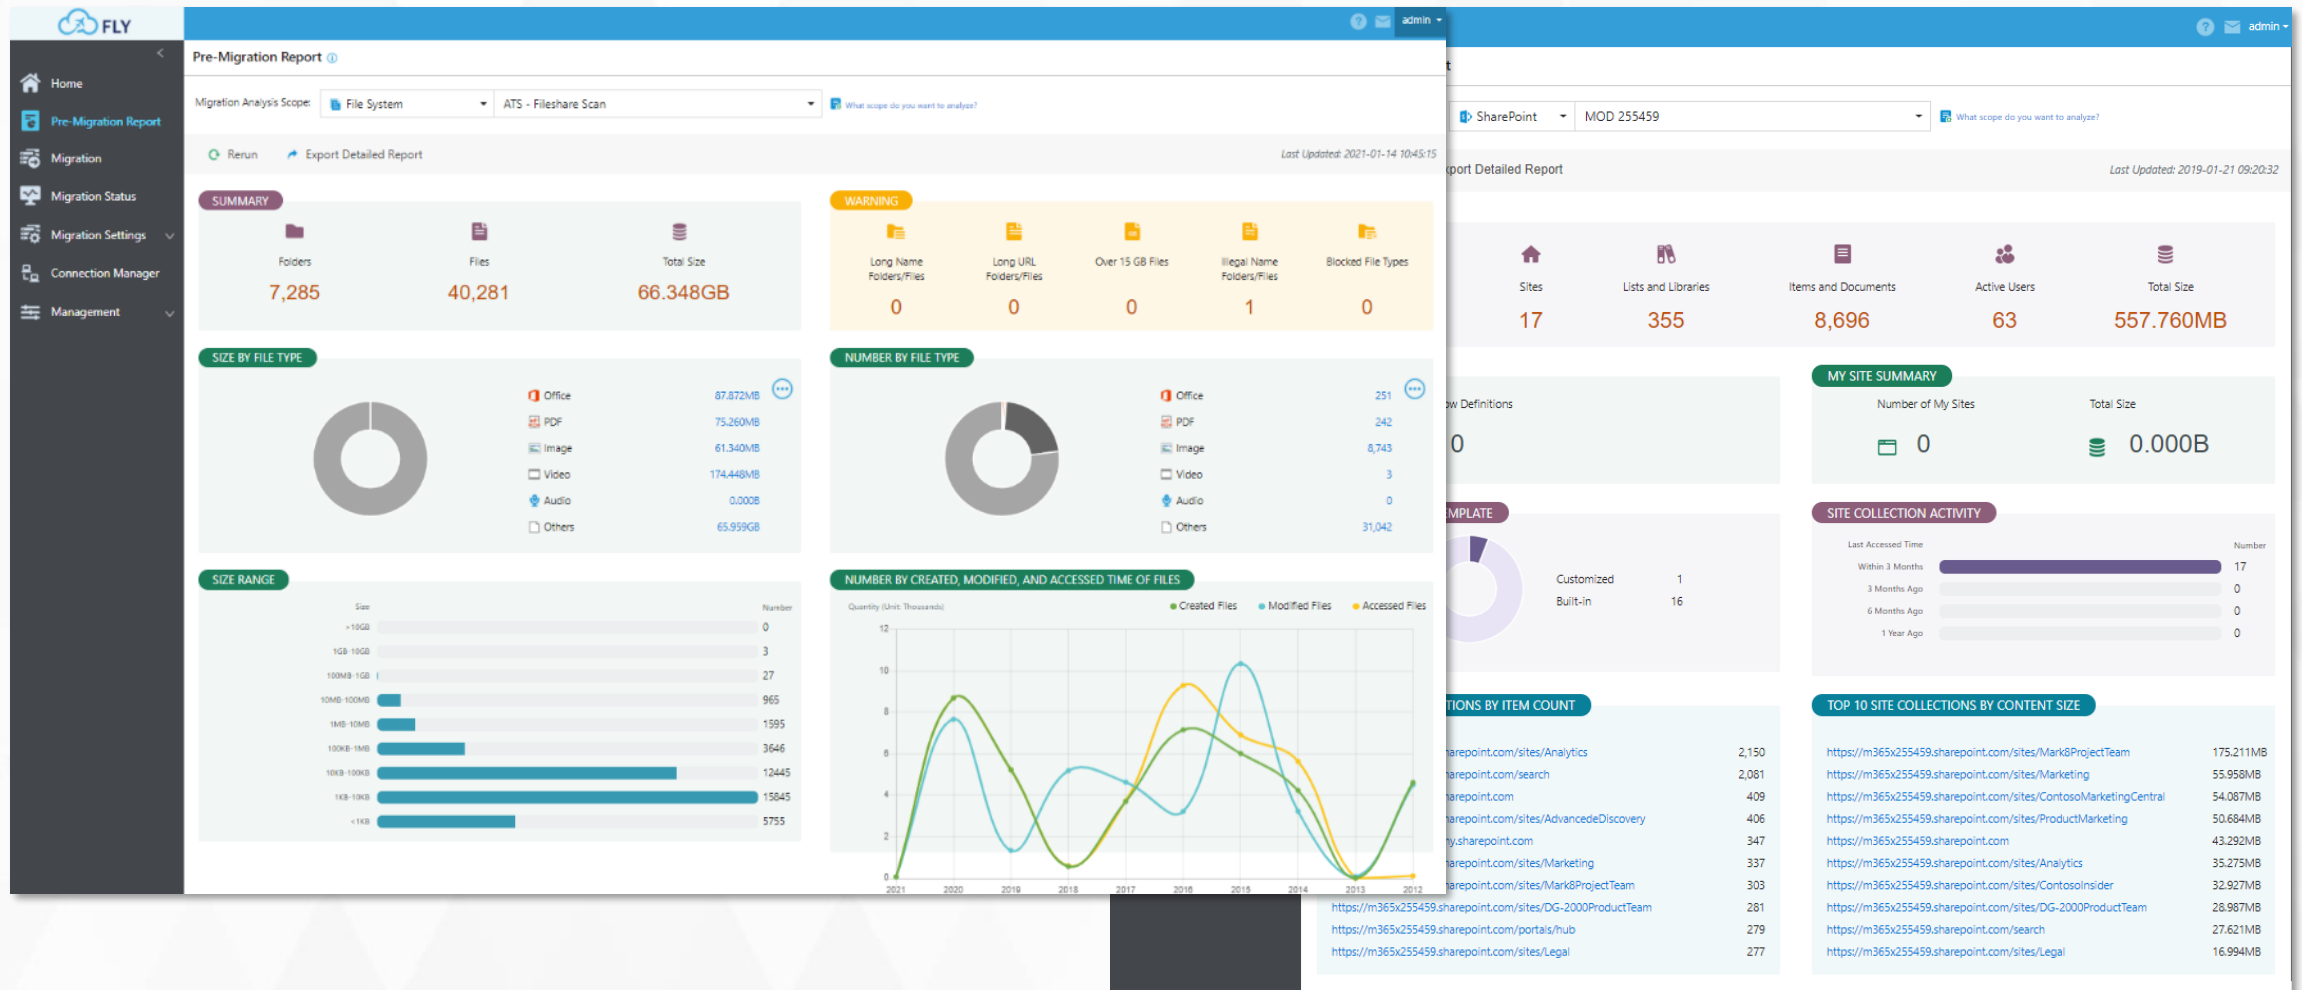 FLY
admin
Home
Pre-Migration Report
Migration
Migration Status
Migration Settings
Connection Manager
Management
Pre-Migration Report
Migration Analysis Scope:
File System
ATS - Fileshare Scan
What scope do you want to analyze?
Rerun
Export Detailed Report
Last Updated: 2021-01-14 10:45:15
SUMMARY
Folders
Files
Total Size
7,285
40,281
66.348GB
WARNING
Long Name
Folders/Files
Long URL
Folders/Files
Over 15 GB Files
Illegal Name
Folders/Files
Blocked File Types
0
0
0
1
0
SIZE BY FILE TYPE
Office 87.872MB
PDF 75.260MB
Image 61.340MB
Video 174.448MB
Audio 0.000B
Others 65.959GB
NUMBER BY FILE TYPE
Office 251
PDF 242
Image 8,743
Video 3
Audio 0
Others 31,042
SIZE RANGE
Size Number
>10GB 0
1GB-10GB 3
100MB-1GB 27
10MB-100MB 965
1MB-10MB 1595
100KB-1MB 3646
10KB-100KB 12445
1KB-10KB 15845
<1KB 5755
NUMBER BY CREATED, MODIFIED, AND ACCESSED TIME OF FILES
Quantity (Unit: Thousands)
Created Files
Modified Files
Accessed Files
12
10
8
6
4
2
0
2021 2020 2019 2018 2017 2016 2015 2014 2013 2012
admin
t
SharePoint
MOD 255459
What scope do you want to analyze?
xport Detailed Report
Last Updated: 2019-01-21 09:20:32
Sites
Lists and Libraries
Items and Documents
Active Users
Total Size
17
355
8,696
63
557.760MB
ow Definitions
0
MY SITE SUMMARY
Number of My Sites
Total Size
0
0.000B
EMPLATE
Customized 1
Built-in 16
SITE COLLECTION ACTIVITY
Last Accessed Time Number
Within 3 Months 17
3 Months Ago 0
6 Months Ago 0
1 Year Ago 0
TIONS BY ITEM COUNT
harepoint.com/sites/Analytics 2,150
harepoint.com/search 2,081
harepoint.com 409
harepoint.com/sites/AdvancedeDiscovery 406
ny.sharepoint.com 347
harepoint.com/sites/Marketing 337
harepoint.com/sites/Mark8ProjectTeam 303
https://m365x255459.sharepoint.com/sites/DG-2000ProductTeam 281
https://m365x255459.sharepoint.com/portals/hub 279
https://m365x255459.sharepoint.com/sites/Legal 277
TOP 10 SITE COLLECTIONS BY CONTENT SIZE
https://m365x255459.sharepoint.com/sites/Mark8ProjectTeam 175.211MB
https://m365x255459.sharepoint.com/sites/Marketing 55.958MB
https://m365x255459.sharepoint.com/sites/ContosoMarketingCentral 54.087MB
https://m365x255459.sharepoint.com/sites/ProductMarketing 50.684MB
https://m365x255459.sharepoint.com 43.292MB
https://m365x255459.sharepoint.com/sites/Analytics 35.275MB
https://m365x255459.sharepoint.com/sites/ContosoInsider 32.927MB
https://m365x255459.sharepoint.com/sites/DG-2000ProductTeam 28.987MB
https://m365x255459.sharepoint.com/search 27.621MB
https://m365x255459.sharepoint.com/sites/Legal 16.994MB